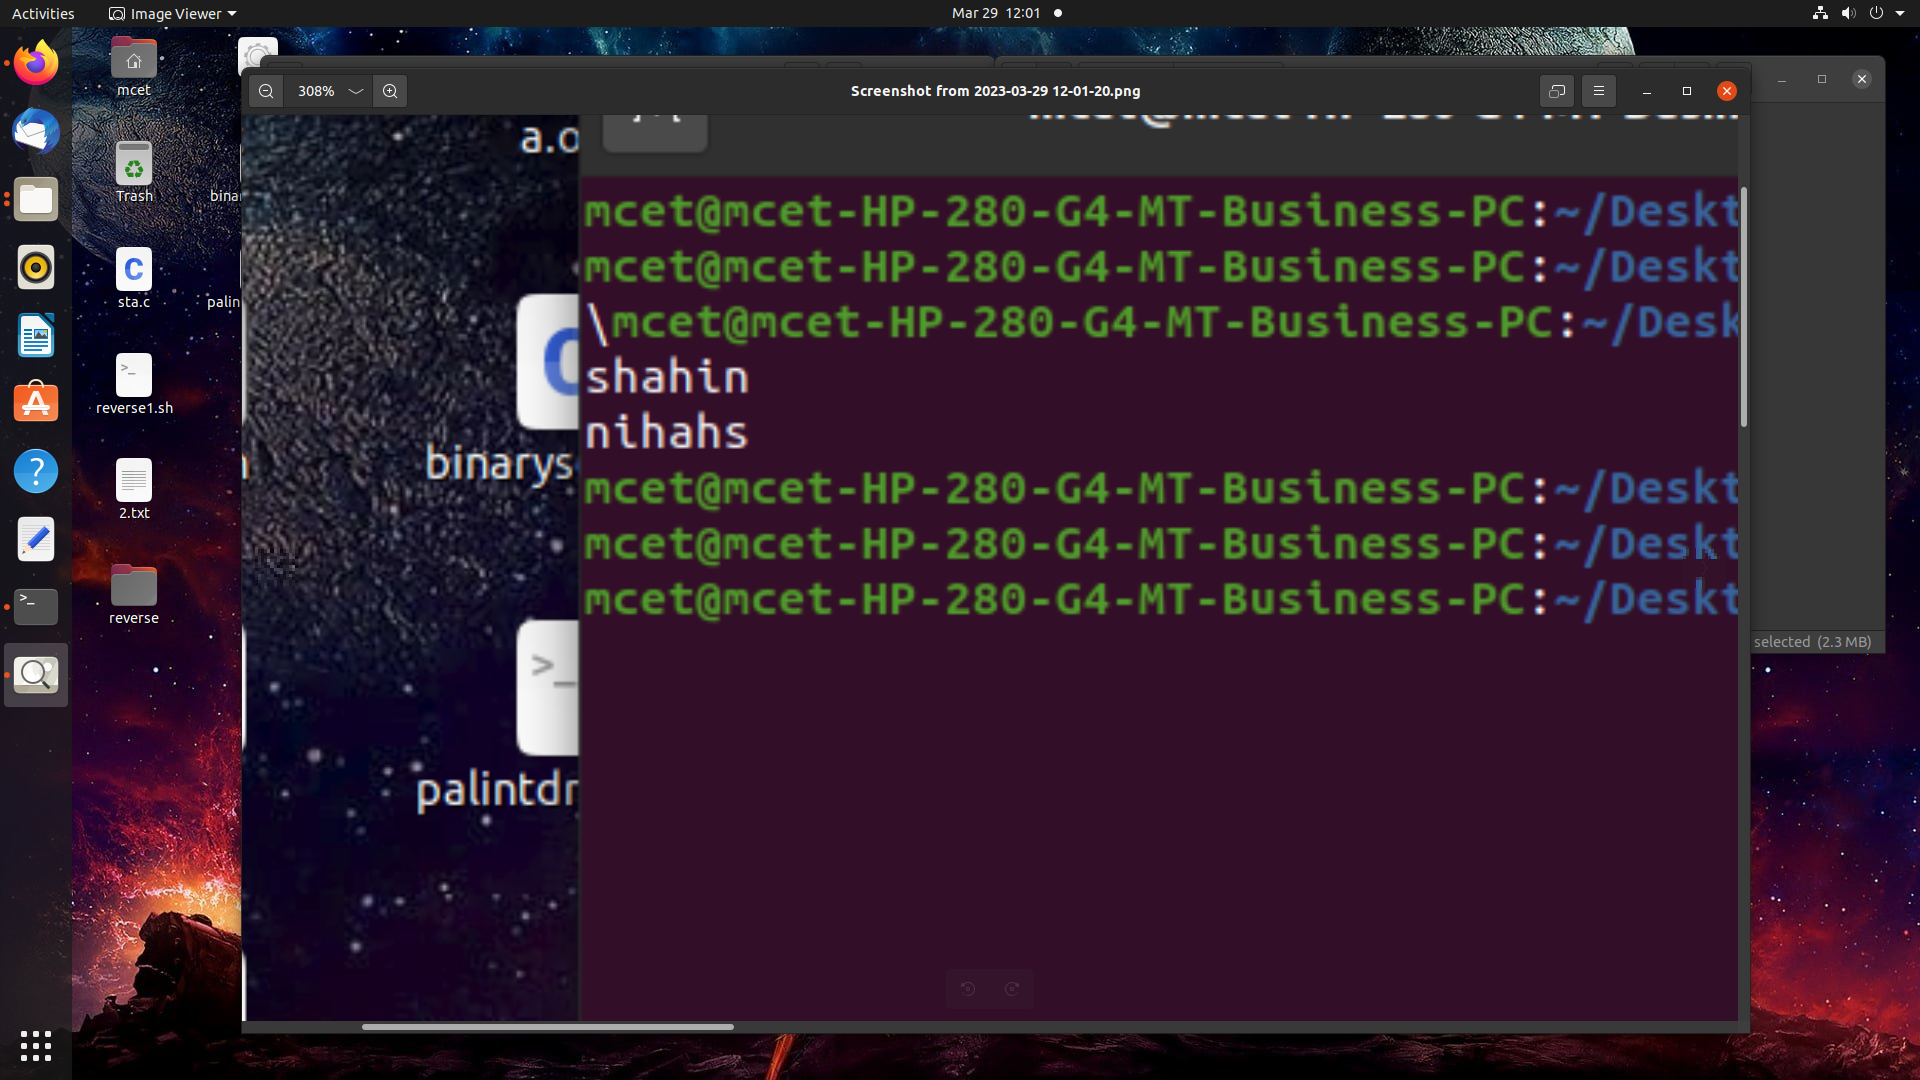 Activities
Image Viewer
Mar 29 12:01
308%
Screenshot from 2023-03-29 12-01-20.png
mcet
Trash
sta.c
reverse1.sh
2.txt
reverse
binar
palin
a.o
binarys
palintdr
mcet@mcet-HP-280-G4-MT-Business-PC:~/Deskt
mcet@mcet-HP-280-G4-MT-Business-PC:~/Deskt
\mcet@mcet-HP-280-G4-MT-Business-PC:~/Desk
shahin
nihahs
mcet@mcet-HP-280-G4-MT-Business-PC:~/Deskt
mcet@mcet-HP-280-G4-MT-Business-PC:~/Deskt
mcet@mcet-HP-280-G4-MT-Business-PC:~/Deskt
selected (2.3 MB)